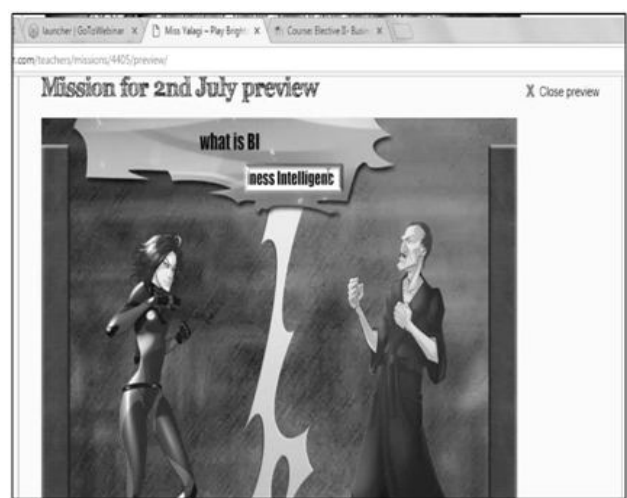 launcher | GoToWebinar X Miss Yalagi – Play Bright X Course: Elective II- Busin X
r.com/teachers/missions/4405/preview/
Mission for 2nd July preview
X Close preview
what is BI
ness Intelligenc